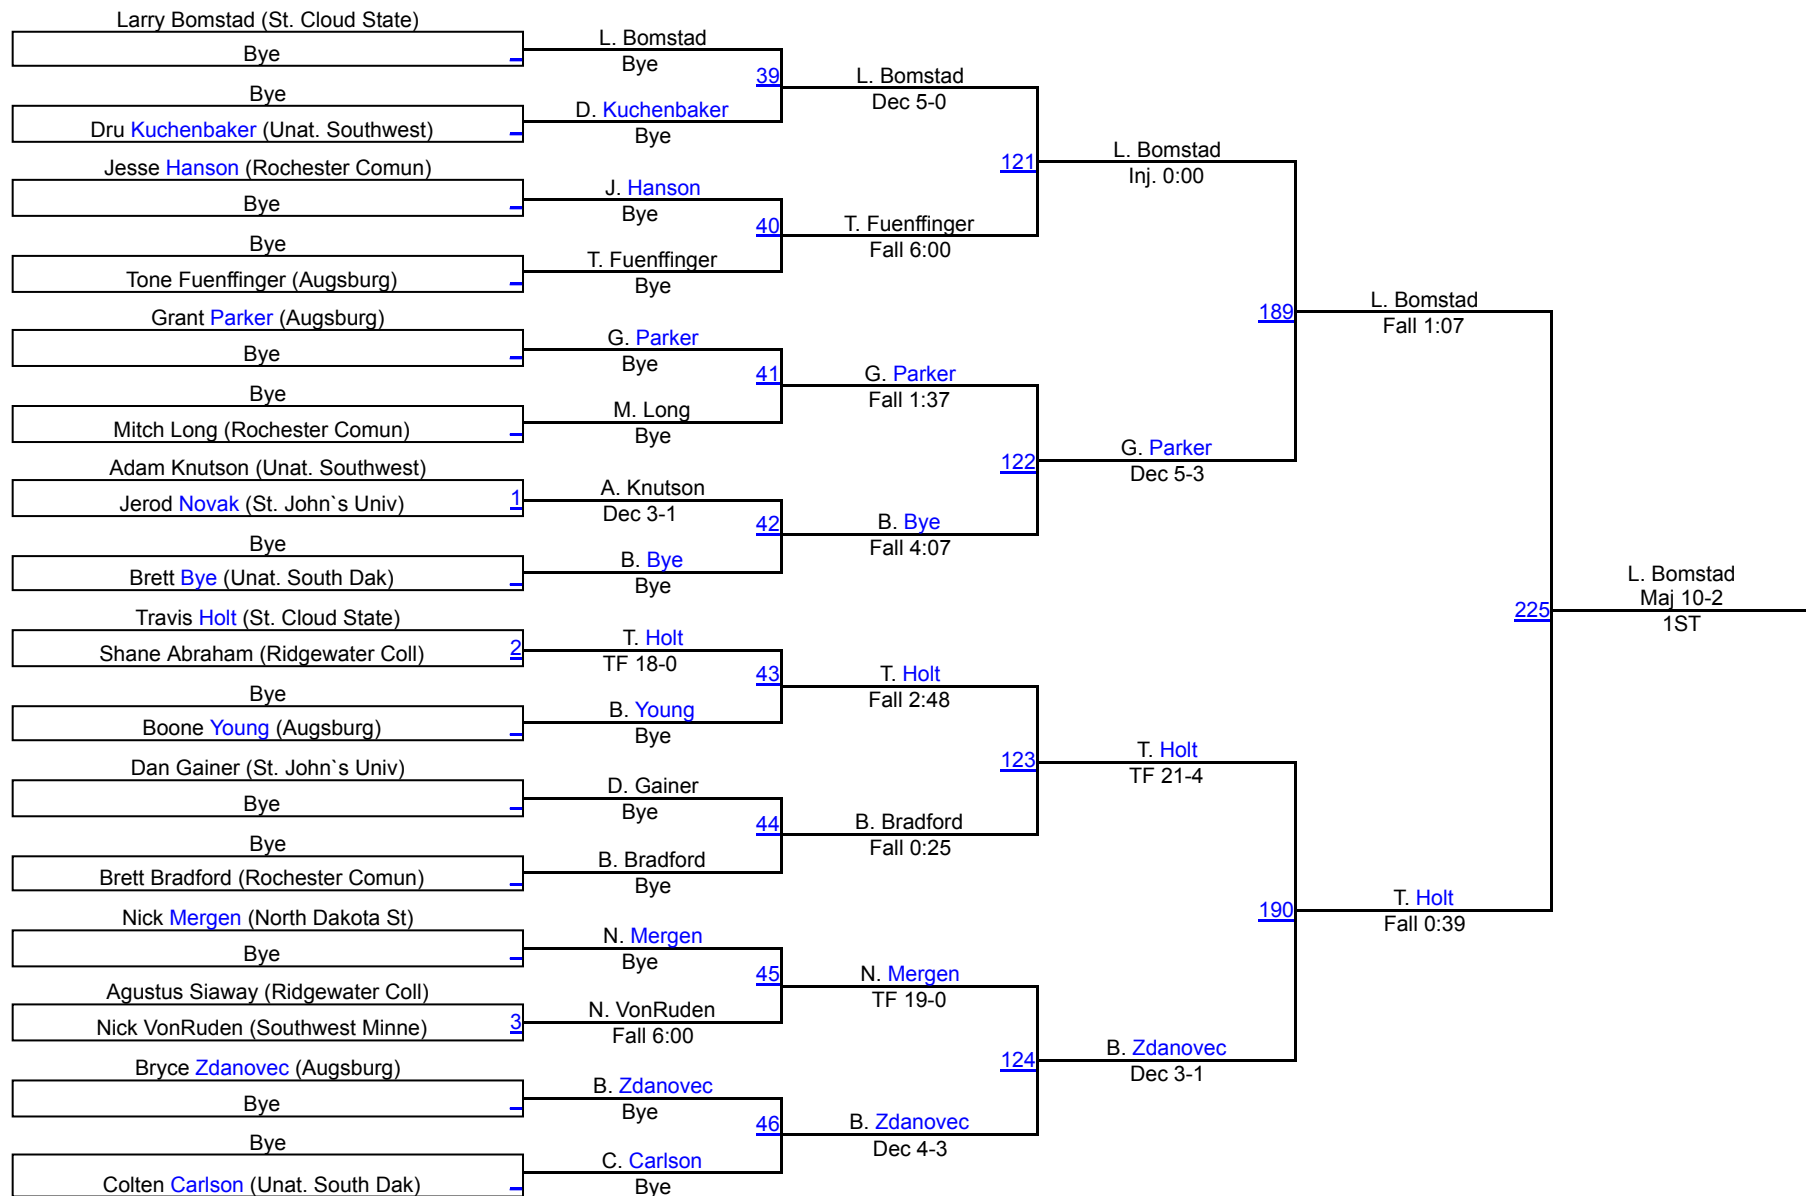 Larry Bomstad (St. Cloud State)
Bye
Bye
Dru Kuchenbaker (Unat. Southwest)
Jesse Hanson (Rochester Comun)
Bye
Bye
Tone Fuenffinger (Augsburg)
Grant Parker (Augsburg)
Bye
Bye
Mitch Long (Rochester Comun)
Adam Knutson (Unat. Southwest)
Jerod Novak (St. John`s Univ)
1
Bye
Brett Bye (Unat. South Dak)
Travis Holt (St. Cloud State)
Shane Abraham (Ridgewater Coll)
2
Bye
Boone Young (Augsburg)
Dan Gainer (St. John`s Univ)
Bye
Bye
Brett Bradford (Rochester Comun)
Nick Mergen (North Dakota St)
Bye
Agustus Siaway (Ridgewater Coll)
Nick VonRuden (Southwest Minne)
3
Bryce Zdanovec (Augsburg)
Bye
Bye
Colten Carlson (Unat. South Dak)
L. Bomstad
Bye
39
D. Kuchenbaker
Bye
J. Hanson
Bye
40
T. Fuenffinger
Bye
G. Parker
Bye
41
M. Long
Bye
A. Knutson
Dec 3-1
42
B. Bye
Bye
T. Holt
TF 18-0
43
B. Young
Bye
D. Gainer
Bye
44
B. Bradford
Bye
N. Mergen
Bye
45
N. VonRuden
Fall 6:00
B. Zdanovec
Bye
46
C. Carlson
Bye
L. Bomstad
Dec 5-0
121
T. Fuenffinger
Fall 6:00
G. Parker
Fall 1:37
122
B. Bye
Fall 4:07
T. Holt
Fall 2:48
123
B. Bradford
Fall 0:25
N. Mergen
TF 19-0
124
B. Zdanovec
Dec 4-3
L. Bomstad
Inj. 0:00
189
G. Parker
Dec 5-3
T. Holt
TF 21-4
190
B. Zdanovec
Dec 3-1
L. Bomstad
Fall 1:07
225
T. Holt
Fall 0:39
L. Bomstad
Maj 10-2
1ST